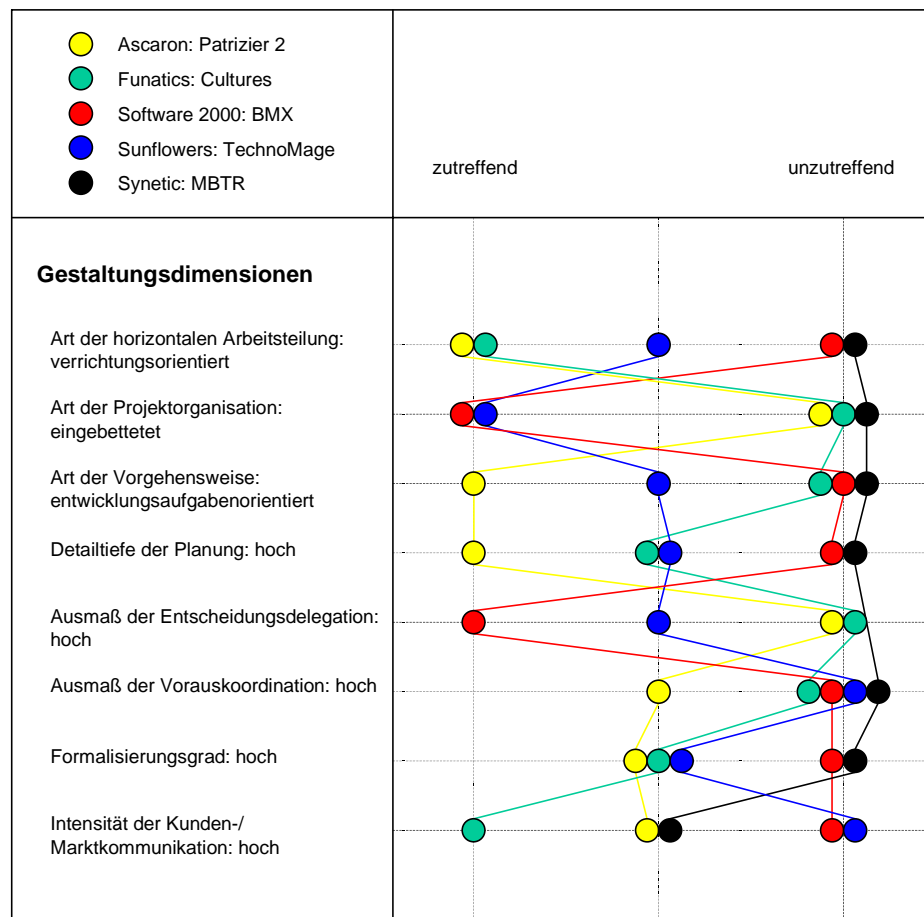 Ascaron: Patrizier 2
Funatics: Cultures
Software 2000: BMX
Sunflowers: TechnoMage
Synetic: MBTR
zutreffend
unzutreffend
Gestaltungsdimensionen
Art der horizontalen Arbeitsteilung:
verrichtungsorientiert
Art der Projektorganisation:
eingebettetet
Art der Vorgehensweise:
entwicklungsaufgabenorientiert
Detailtiefe der Planung: hoch
Ausmaß der Entscheidungsdelegation:
hoch
Ausmaß der Vorauskoordination: hoch
Formalisierungsgrad: hoch
Intensität der Kunden-/
Marktkommunikation: hoch